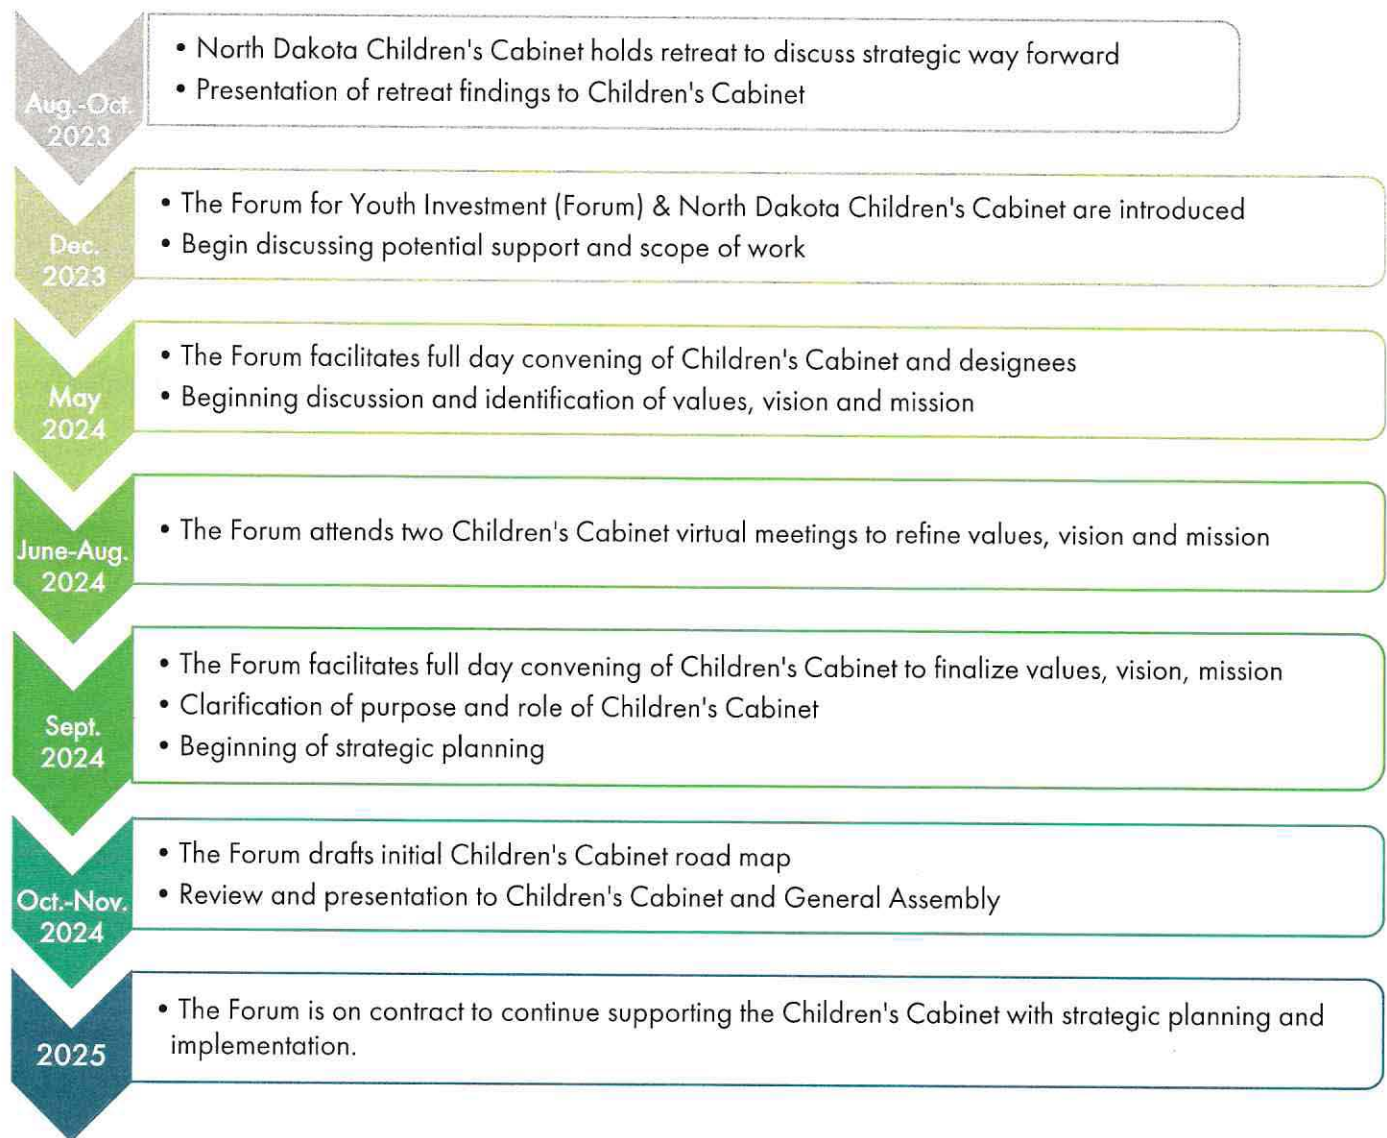 Aug.-Oct.
2023
• North Dakota Children's Cabinet holds retreat to discuss strategic way forward
• Presentation of retreat findings to Children's Cabinet
Dec.
2023
• The Forum for Youth Investment (Forum) & North Dakota Children's Cabinet are introduced
• Begin discussing potential support and scope of work
May
2024
• The Forum facilitates full day convening of Children's Cabinet and designees
• Beginning discussion and identification of values, vision and mission
June-Aug.
2024
• The Forum attends two Children's Cabinet virtual meetings to refine values, vision and mission
Sept.
2024
• The Forum facilitates full day convening of Children's Cabinet to finalize values, vision, mission
• Clarification of purpose and role of Children's Cabinet
• Beginning of strategic planning
Oct.-Nov.
2024
• The Forum drafts initial Children's Cabinet road map
• Review and presentation to Children's Cabinet and General Assembly
2025
• The Forum is on contract to continue supporting the Children's Cabinet with strategic planning and
implementation.